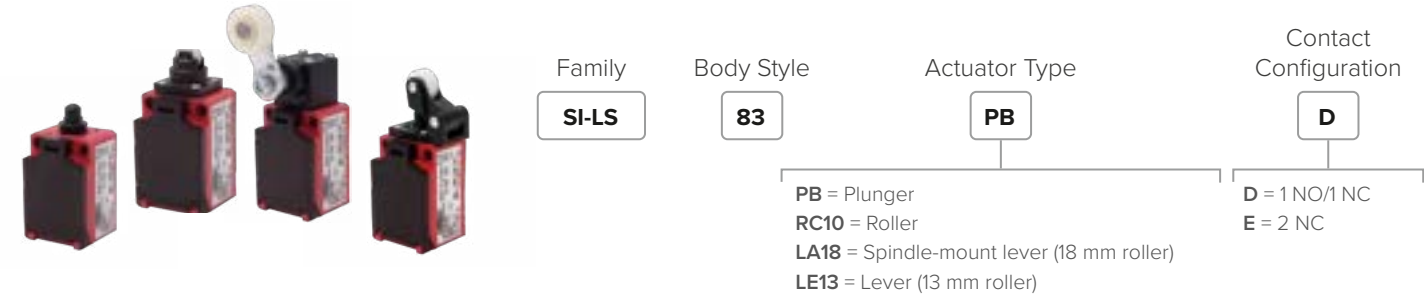 Family
Body Style
Actuator Type
Contact
Configuration
SI-LS
83
PB
D
PB = Plunger
RC10 = Roller
LA18 = Spindle-mount lever (18 mm roller)
LE13 = Lever (13 mm roller)
D = 1 NO/1 NC
E = 2 NC